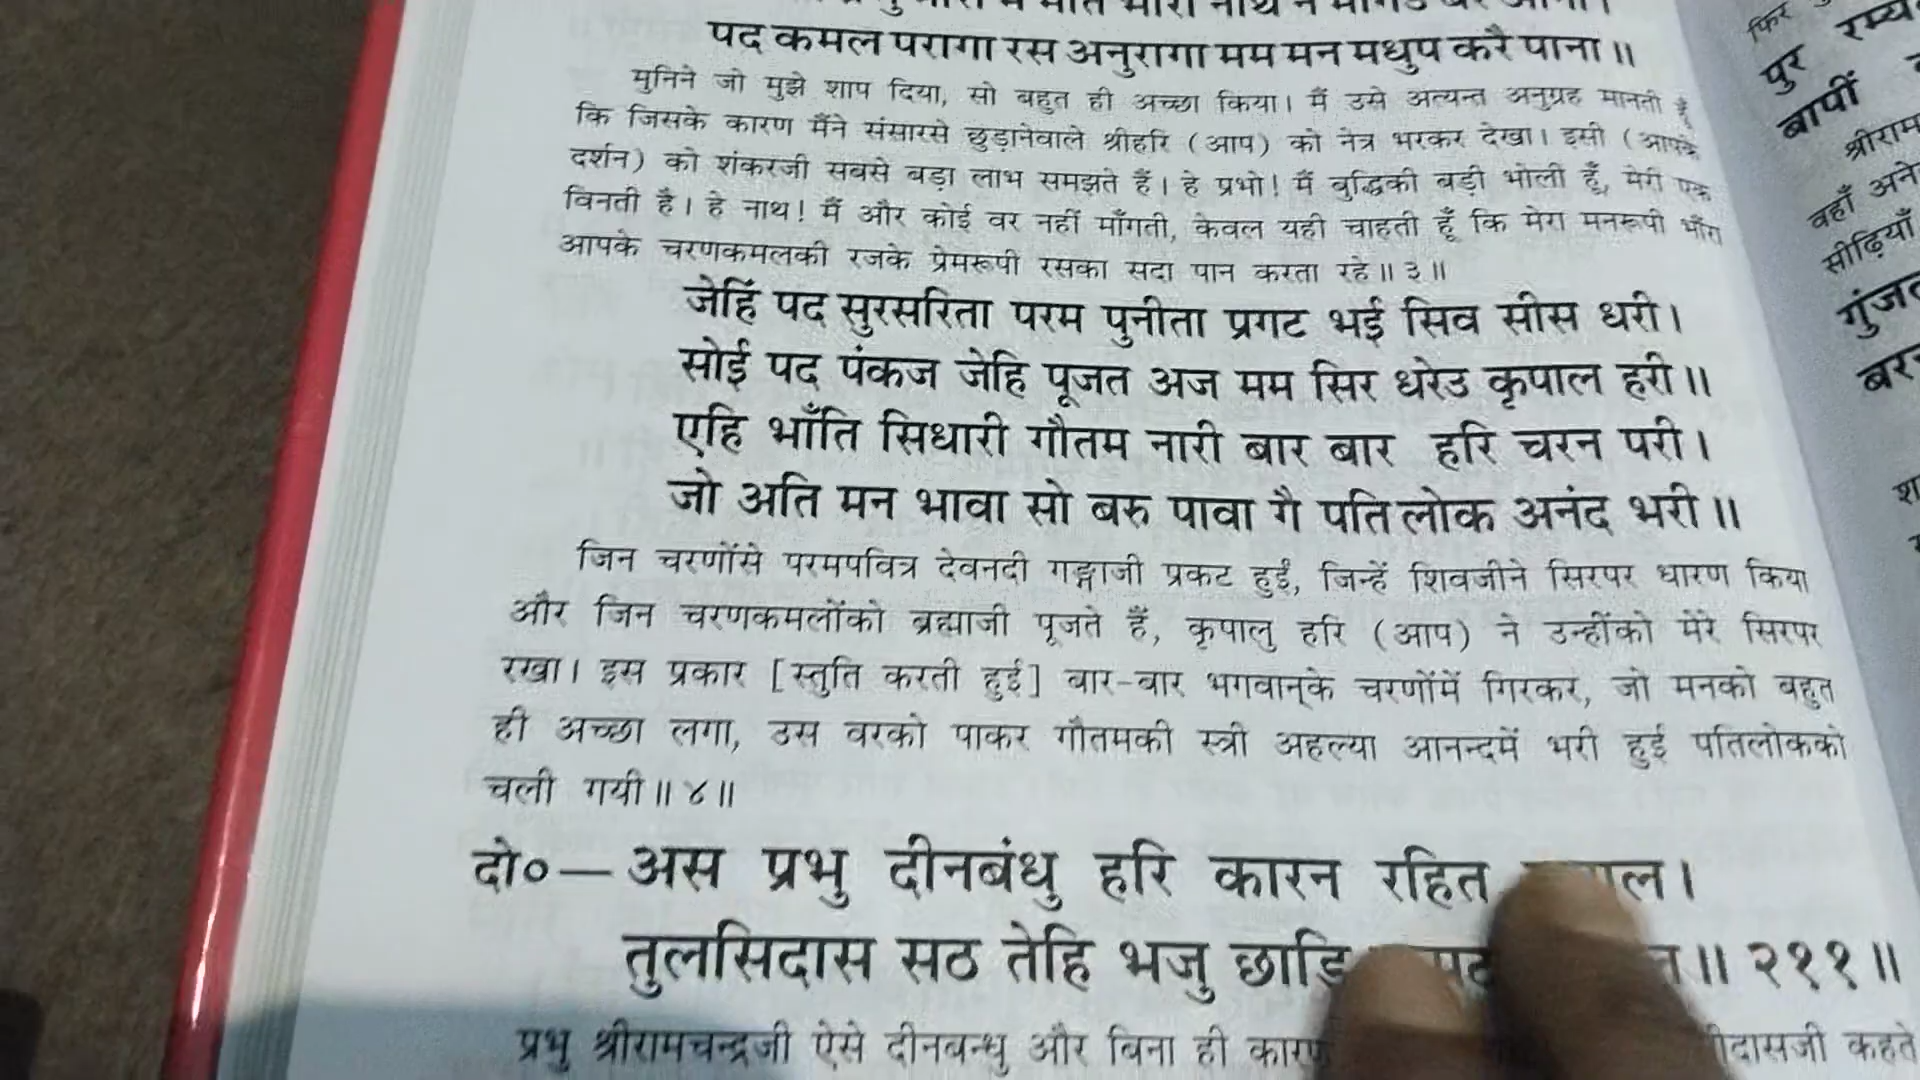 पद कमल परागा रस अनुरागा मम मन मधुप करै पाना॥
मुनिने जो मुझे शाप दिया, सो बहुत ही अच्छा किया। मैं उसे अत्यन्त अनुग्रह मानती हूँ
कि जिसके कारण मैंने संसारसे छुड़ानेवाले श्रीहरि (आप) को नेत्र भरकर देखा। इसी (आपके
दर्शन) को शंकरजी सबसे बड़ा लाभ समझते हैं। हे प्रभो! मैं बुद्धिकी बड़ी भोली हूँ, मेरी एक
विनती है। हे नाथ! मैं और कोई वर नहीं माँगती, केवल यही चाहती हूँ कि मेरा मनरूपी भौंरा
आपके चरणकमलकी रजके प्रेमरूपी रसका सदा पान करता रहे॥३॥
जेहिं पद सुरसरिता परम पुनीता प्रगट भई सिव सीस धरी।
सोई पद पंकज जेहि पूजत अज मम सिर धरेउ कृपाल हरी॥
एहि भाँति सिधारी गौतम नारी बार बार हरि चरन परी।
जो अति मन भावा सो बरु पावा गै पति लोक अनंद भरी॥
जिन चरणोंसे परमपवित्र देवनदी गङ्गाजी प्रकट हुईं, जिन्हें शिवजीने सिरपर धारण किया
और जिन चरणकमलोंको ब्रह्माजी पूजते हैं, कृपालु हरि (आप) ने उन्हींको मेरे सिरपर
रखा। इस प्रकार [स्तुति करती हुई] बार-बार भगवान्‌के चरणोंमें गिरकर, जो मनको बहुत
ही अच्छा लगा, उस वरको पाकर गौतमकी स्त्री अहल्या आनन्दमें भरी हुई पतिलोकको
चली गयी॥४॥
दो०—अस प्रभु दीनबंधु हरि कारन रहित
तुलसिदास सठ तेहि भजु छाड़ि ॥२११॥
प्रभु श्रीरामचन्द्रजी ऐसे दीनबन्धु और बिना ही कहते
फिर
पुर
बापीं
वहाँ
सीढ़ियाँ